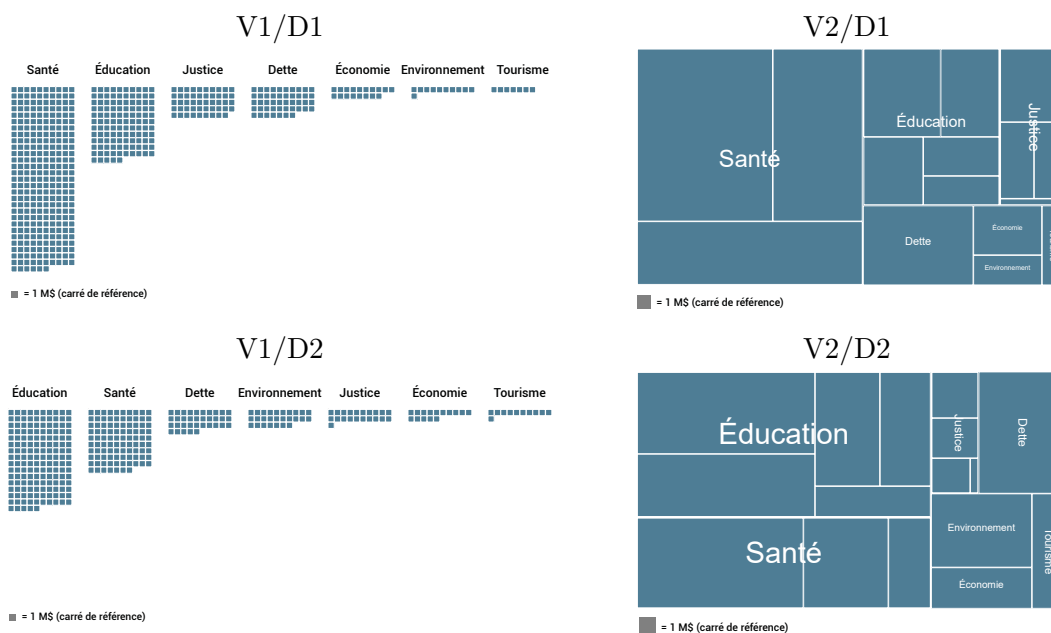 V1/D1
Santé Éducation Justice Dette Économie Environnement Tourisme
= 1 M$ (carré de référence)
V2/D1
Santé
Éducation
Justice
Dette
Économie
Environnement
= 1 M$ (carré de référence)
V1/D2
Éducation Santé Dette Environnement Justice Économie Tourisme
= 1 M$ (carré de référence)
V2/D2
Éducation
Justice
Dette
Santé
Environnement
Tourisme
Économie
= 1 M$ (carré de référence)